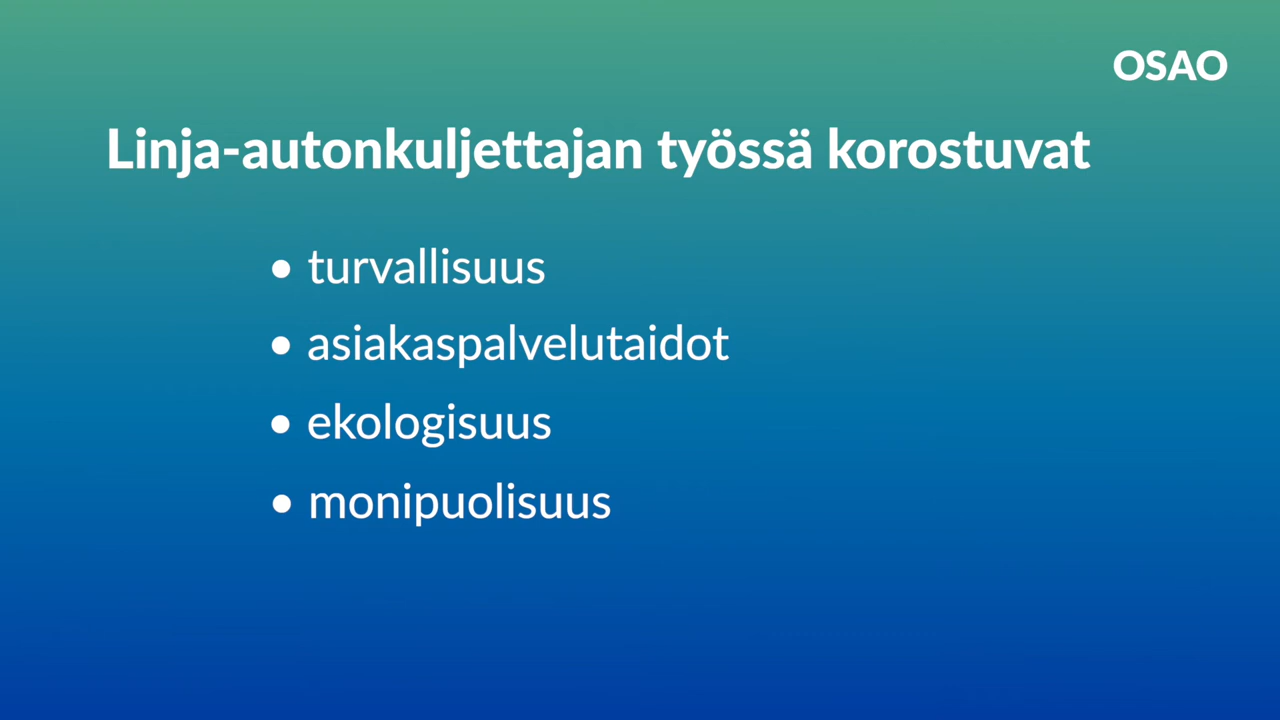 OSAO
Linja-autonkuljettajan työssä korostuvat
• turvallisuus
• asiakaspalvelutaidot
• ekologisuus
• monipuolisuus